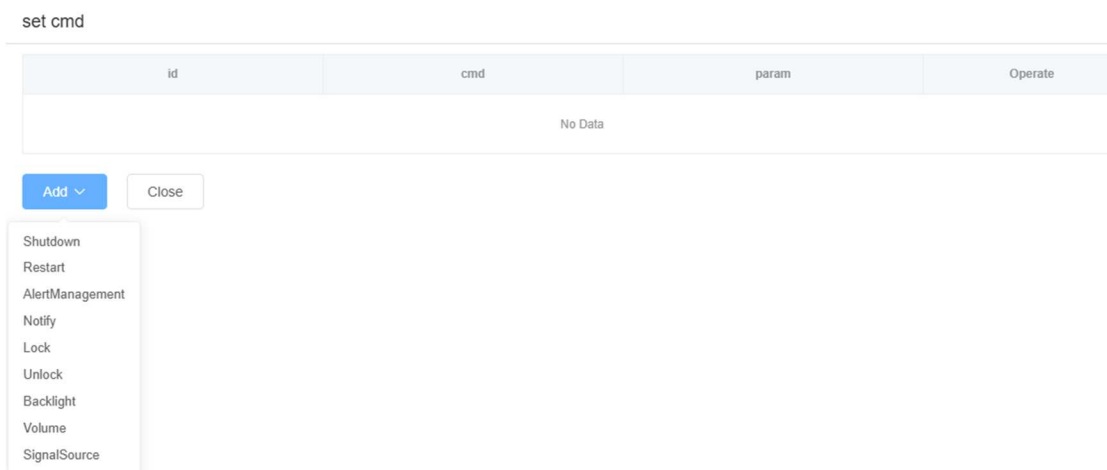 set cmd
id cmd param Operate
No Data
Add Close
Shutdown
Restart
AlertManagement
Notify
Lock
Unlock
Backlight
Volume
SignalSource